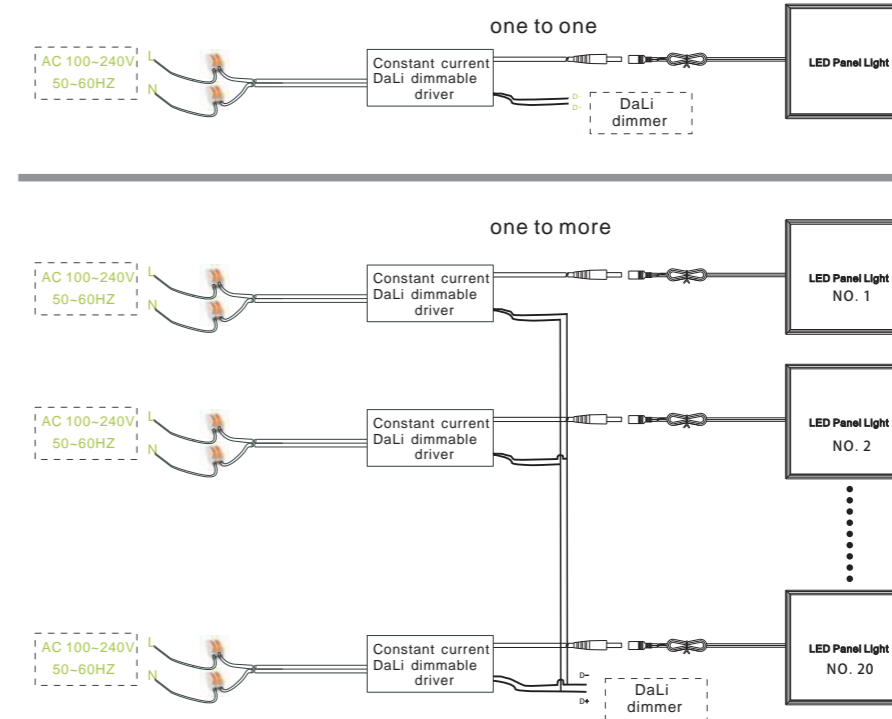 one to one
AC 100~240V
50~60HZ
L
N
Constant current
DaLi dimmable
driver
D-
D-
DaLi
dimmer
LED Panel Light
one to more
AC 100~240V
50~60HZ
L
N
Constant current
DaLi dimmable
driver
LED Panel Light
NO. 1
AC 100~240V
50~60HZ
L
N
Constant current
DaLi dimmable
driver
LED Panel Light
NO. 2
AC 100~240V
50~60HZ
L
N
Constant current
DaLi dimmable
driver
D-
D+
DaLi
dimmer
LED Panel Light
NO. 20